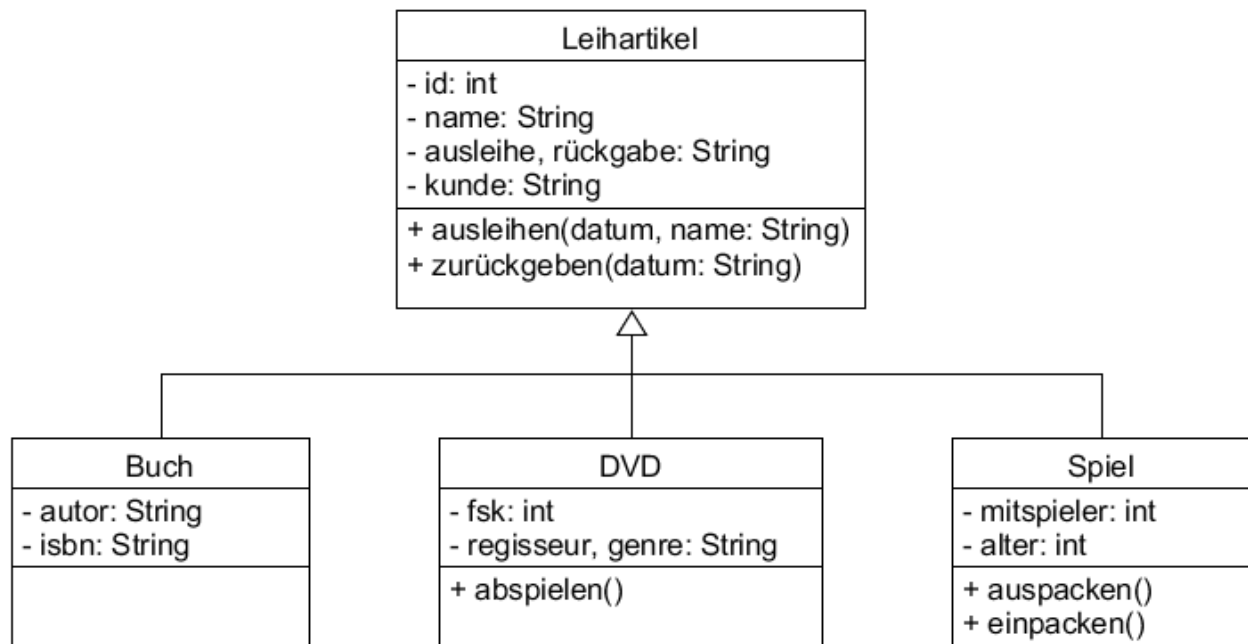 Leihartikel
- id: int
- name: String
- ausleihe, rückgabe: String
- kunde: String
+ ausleihen(datum, name: String)
+ zurückgeben(datum: String)
Buch
- autor: String
- isbn: String
DVD
- fsk: int
- regisseur, genre: String
+ abspielen()
Spiel
- mitspieler: int
- alter: int
+ auspacken()
+ einpacken()